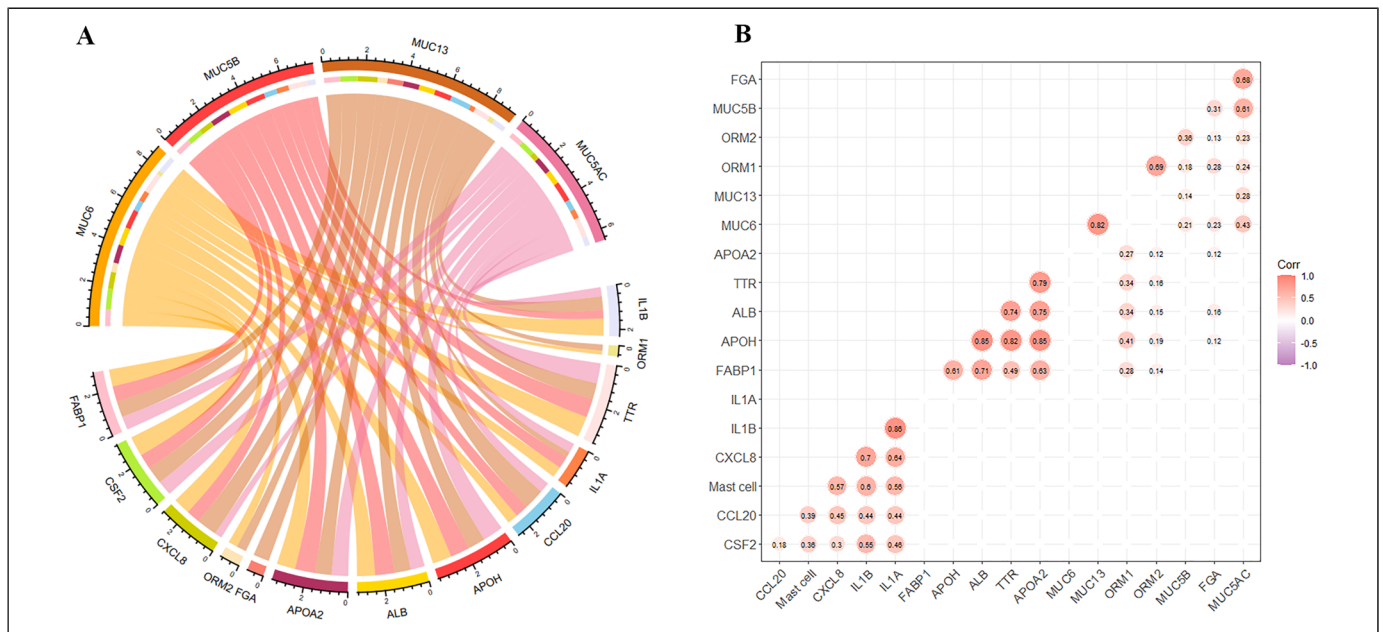 A
MUC5B
MUC13
MUC6
MUC5AC
IL1B
ORM1
TTR
IL1A
CCL20
APOH
ALB
APOA2
ORM2 FGA
CXCL8
CSF2
FABP1
B
FGA 0.68
MUC5B 0.31 0.61
ORM2 0.36 0.13 0.23
ORM1 0.69 0.18 0.28 0.24
MUC13 0.14 0.28
MUC6 0.82 0.21 0.23 0.43
APOA2 0.27 0.12 0.12
TTR 0.79 0.34 0.16
ALB 0.74 0.75 0.34 0.15 0.16
APOH 0.85 0.82 0.85 0.41 0.19 0.12
FABP1 0.61 0.71 0.49 0.63 0.28 0.14
IL1A
IL1B 0.86
CXCL8 0.7 0.64
Mast cell 0.57 0.6 0.56
CCL20 0.39 0.45 0.44 0.44
CSF2 0.18 0.36 0.3 0.55 0.46
CCL20 Mast cell CXCL8 IL1B IL1A FABP1 APOH ALB TTR APOA2 MUC6 MUC13 ORM1 ORM2 MUC5B FGA MUC5AC
Corr
1.0
0.5
0.0
-0.5
-1.0